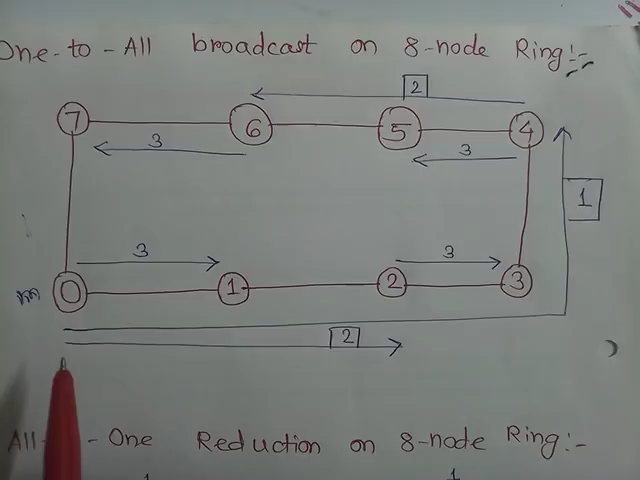 One-to-All broadcast on 8-node Ring:-
2
7 6 5 4
3 3
1
3 3
m 0 1 2 3
2
All- -One Reduction on 8-node Ring:-